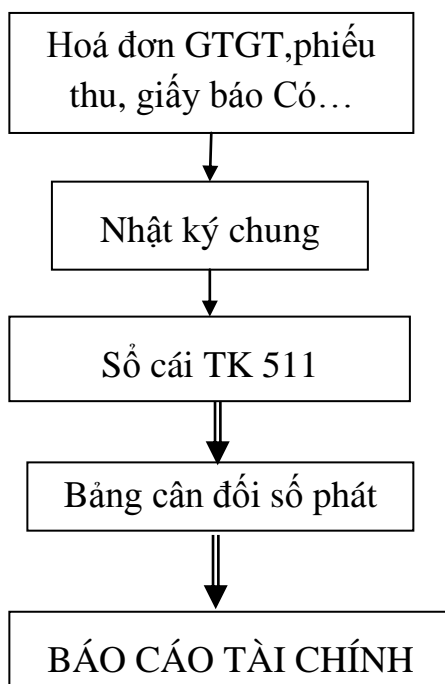 Hoá đơn GTGT,phiếu
thu, giấy báo Có…
Nhật ký chung
Sổ cái TK 511
Bảng cân đối số phát
BÁO CÁO TÀI CHÍNH